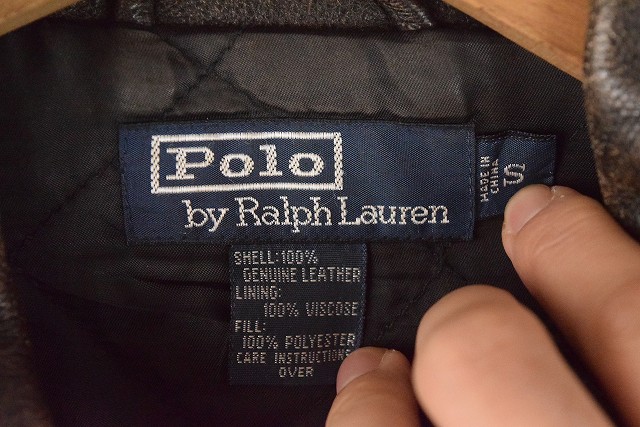 Polo
by Ralph Lauren
MADE IN
CHINA
S
SHELL:100%
GENUINE LEATHER
LINING:
100% VISCOSE
FILL:
100% POLYESTER
CARE INSTRUCTIONS
OVER